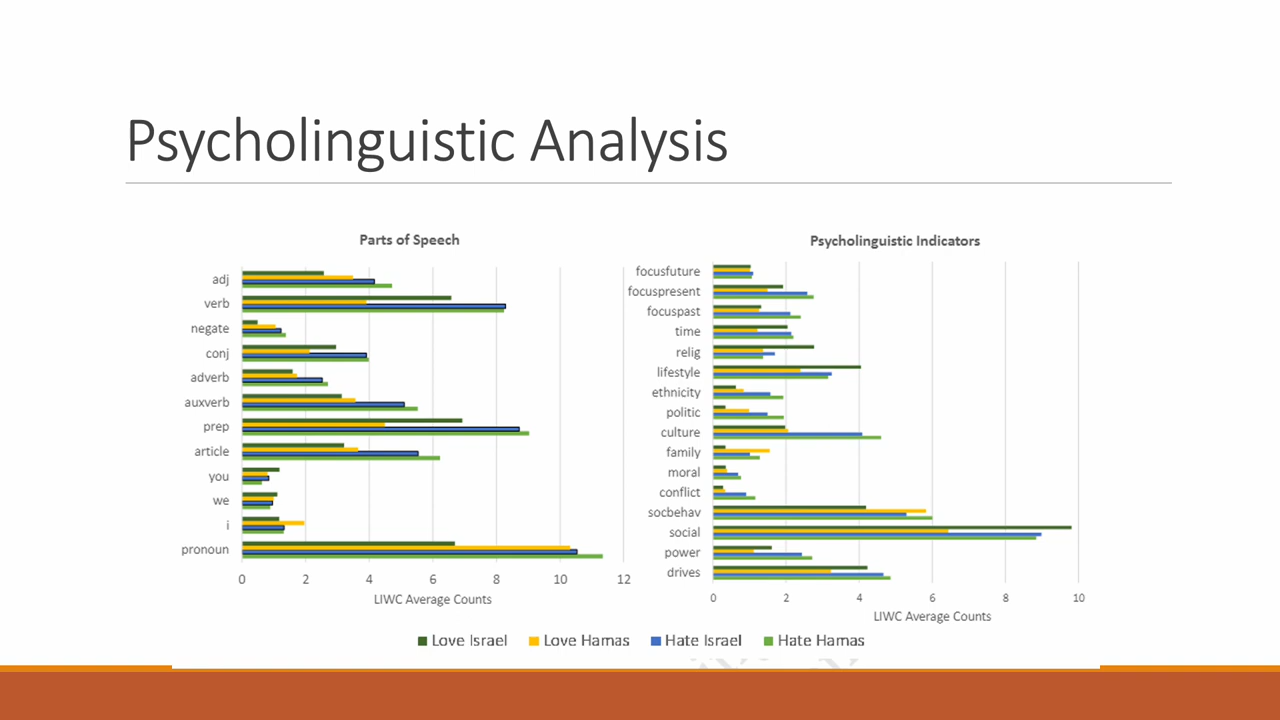 Psycholinguistic Analysis
Parts of Speech
adj
verb
negate
conj
adverb
auxverb
prep
article
you
we
i
pronoun
0 2 4 6 8 10 12
LIWC Average Counts
Psycholinguistic Indicators
focusfuture
focuspresent
focuspast
time
relig
lifestyle
ethnicity
politic
culture
family
moral
conflict
socbehav
social
power
drives
0 2 4 6 8 10
LIWC Average Counts
Love Israel Love Hamas Hate Israel Hate Hamas